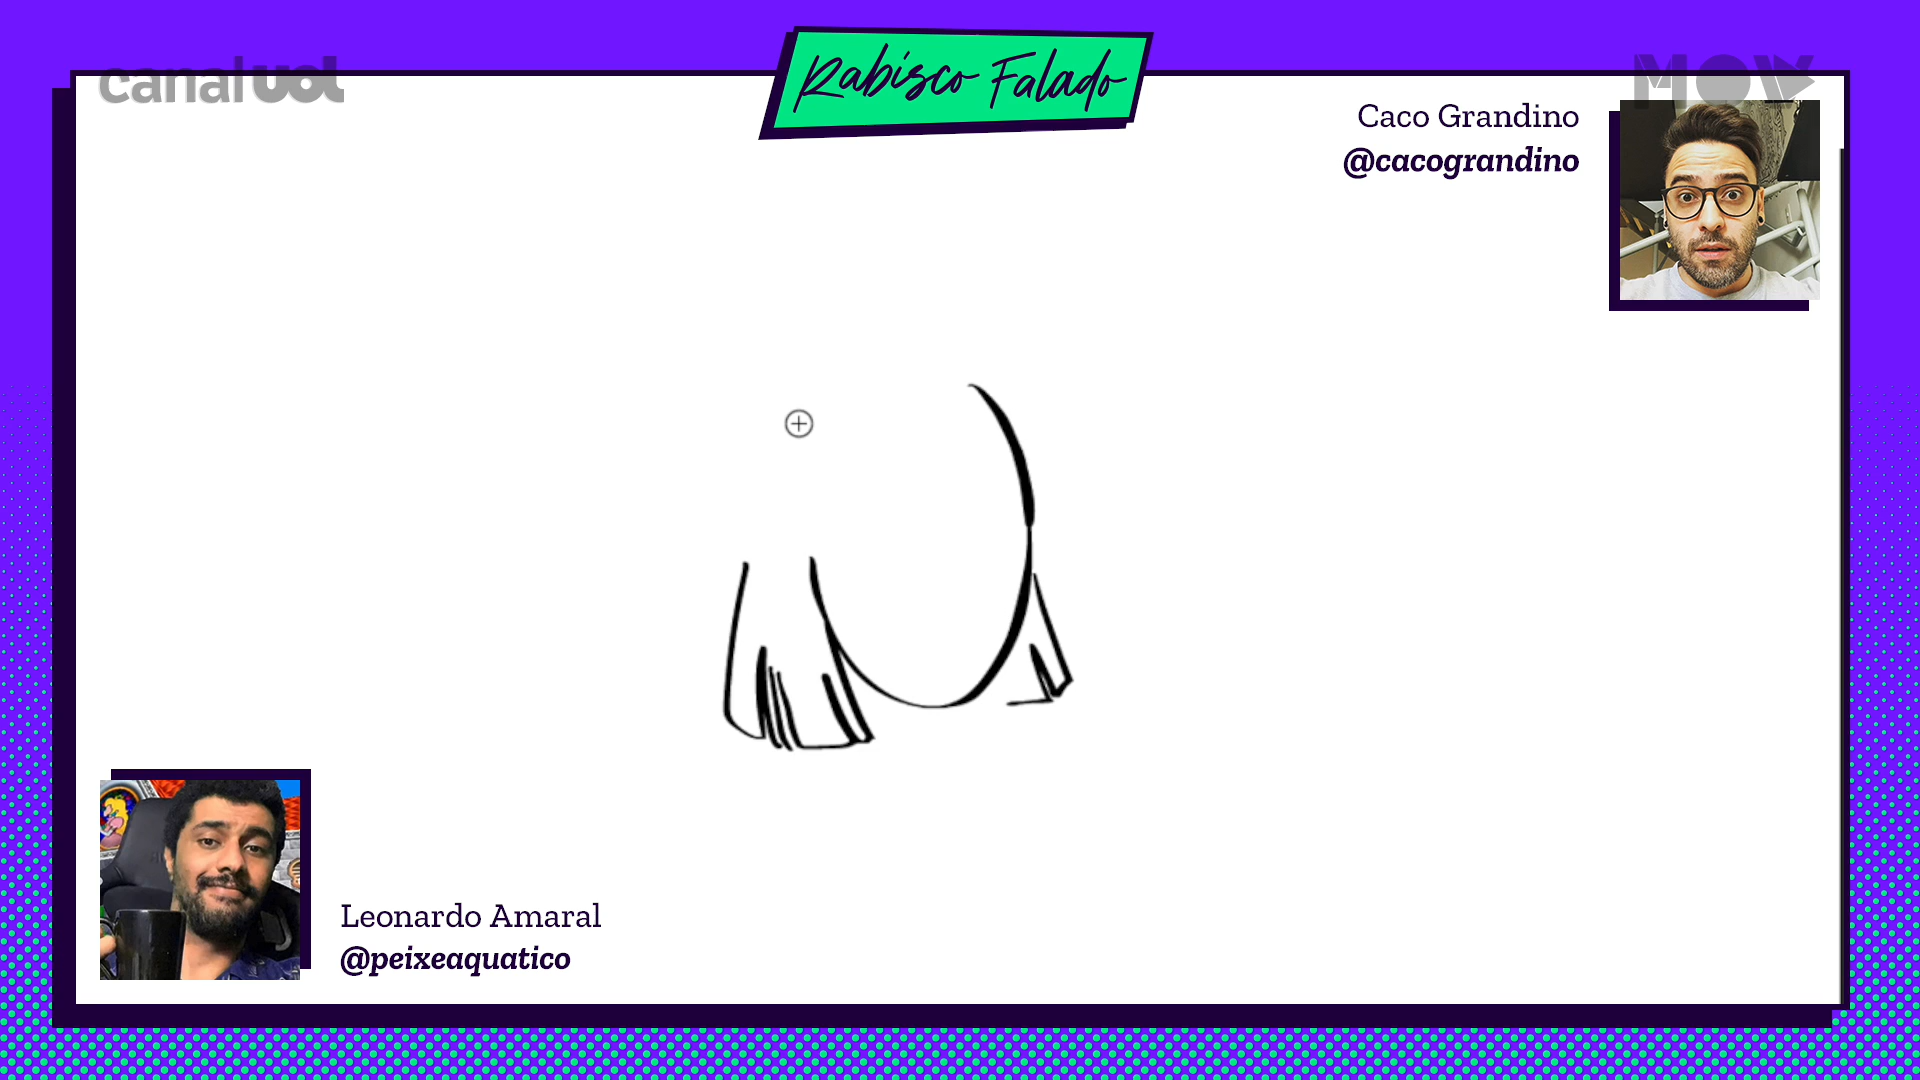 canal UOL
Rabisco Falado
MOV
Caco Grandino
@cacograndino
Leonardo Amaral
@peixeaquatico